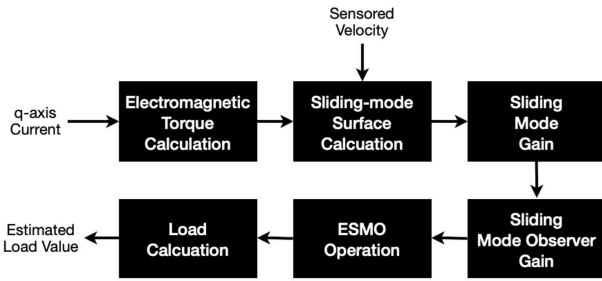 Sensored
Velocity
q-axis
Current
Electromagnetic
Torque
Calculation
Sliding-mode
Surface
Calcuation
Sliding
Mode
Gain
Estimated
Load Value
Load
Calcuation
ESMO
Operation
Sliding
Mode Observer
Gain